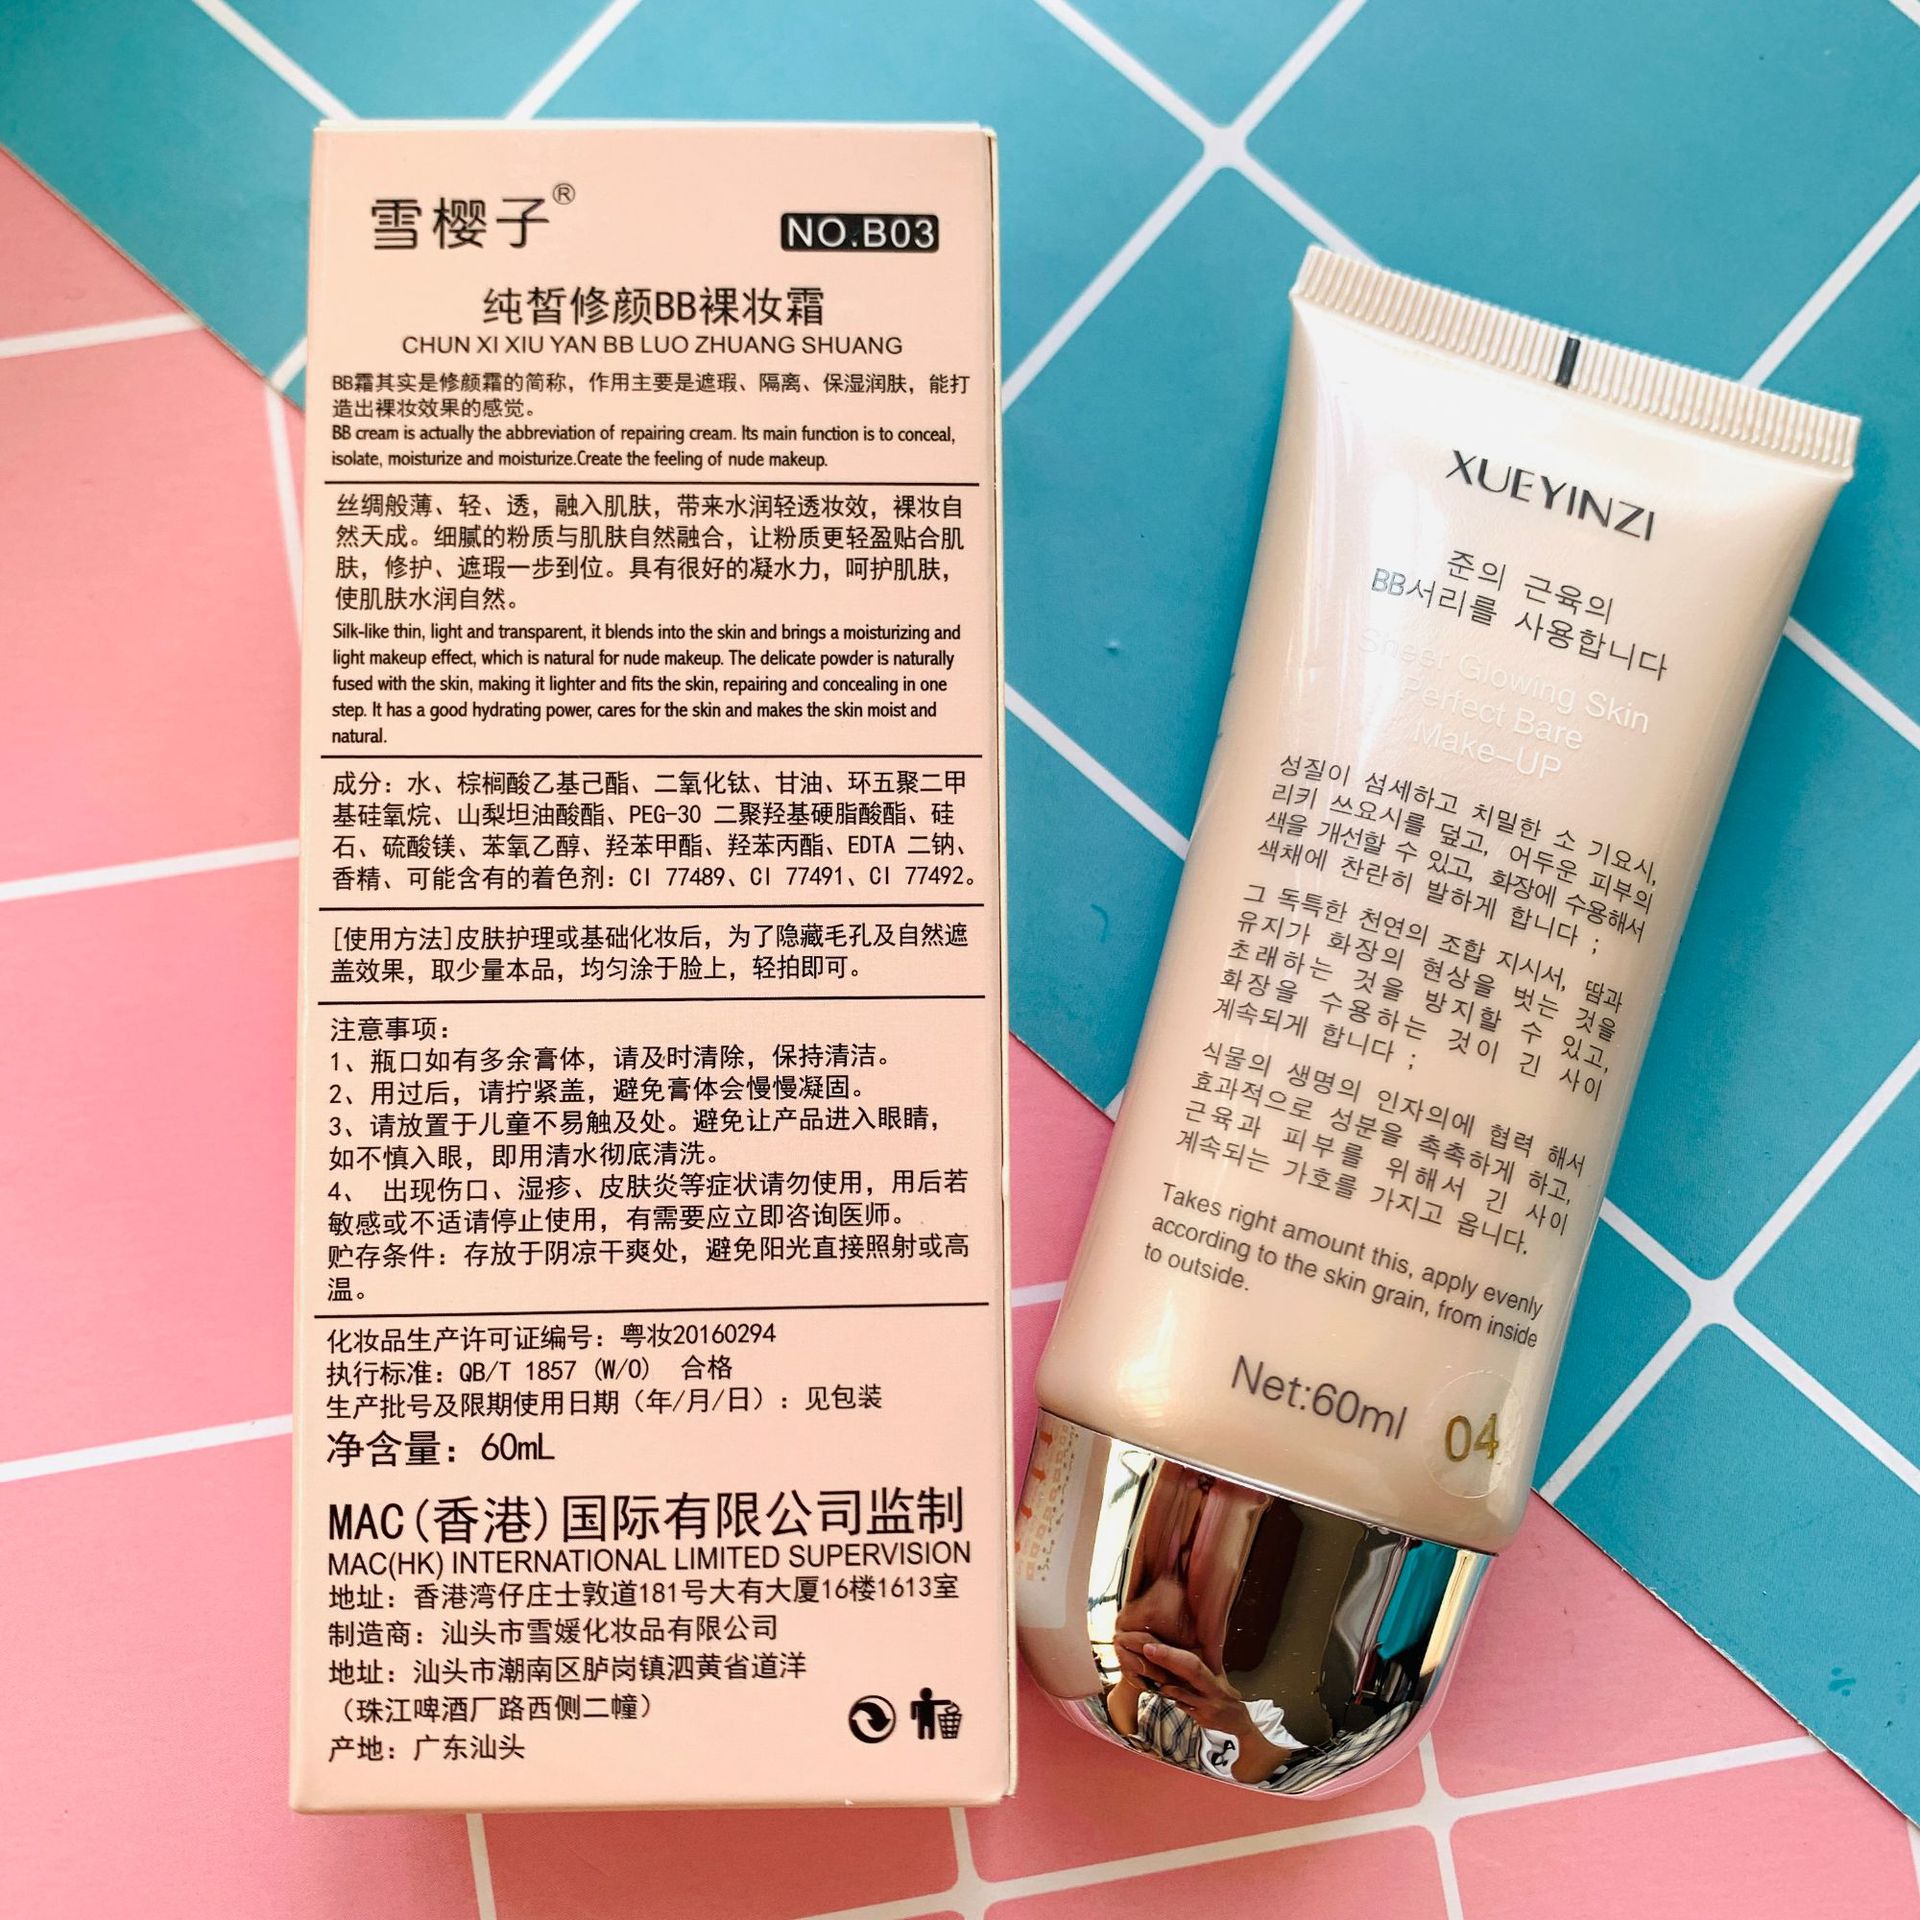 雪樱子®
NO.B03
纯皙修颜BB裸妆霜
CHUN XI XIU YAN BB LUO ZHUANG SHUANG
BB霜其实是修颜霜的简称，作用主要是遮瑕、隔离、保湿润肤，能打
造出裸妆效果的感觉。
BB cream is actually the abbreviation of repairing cream. Its main function is to conceal,
isolate, moisturize and moisturize.Create the feeling of nude makeup.
丝绸般薄、轻、透，融入肌肤，带来水润轻透妆效，裸妆自
然天成。细腻的粉质与肌肤自然融合，让粉质更轻盈贴合肌
肤，修护、遮瑕一步到位。具有很好的凝水力，呵护肌肤，
使肌肤水润自然。
Silk-like thin, light and transparent, it blends into the skin and brings a moisturizing and
light makeup effect, which is natural for nude makeup. The delicate powder is naturally
fused with the skin, making it lighter and fits the skin, repairing and concealing in one
step. It has a good hydrating power, cares for the skin and makes the skin moist and
natural.
成分：水、棕榈酸乙基己酯、二氧化钛、甘油、环五聚二甲
基硅氧烷、山梨坦油酸酯、PEG-30 二聚羟基硬脂酸酯、硅
石、硫酸镁、苯氧乙醇、羟苯甲酯、羟苯丙酯、EDTA 二钠、
香精、可能含有的着色剂：CI 77489、CI 77491、CI 77492。
[使用方法]皮肤护理或基础化妆后，为了隐藏毛孔及自然遮
盖效果，取少量本品，均匀涂于脸上，轻拍即可。
注意事项：
1、瓶口如有多余膏体，请及时清除，保持清洁。
2、用过后，请拧紧盖，避免膏体会慢慢凝固。
3、请放置于儿童不易触及处。避免让产品进入眼睛，
如不慎入眼，即用清水彻底清洗。
4、 出现伤口、湿疹、皮肤炎等症状请勿使用，用后若
敏感或不适请停止使用，有需要应立即咨询医师。
贮存条件：存放于阴凉干爽处，避免阳光直接照射或高
温。
化妆品生产许可证编号：粤妆20160294
执行标准：QB/T 1857 (W/O) 合格
生产批号及限期使用日期（年/月/日）：见包装
净含量：60mL
MAC(香港)国际有限公司监制
MAC(HK) INTERNATIONAL LIMITED SUPERVISION
地址：香港湾仔庄士敦道181号大有大厦16楼1613室
制造商：汕头市雪媛化妆品有限公司
地址：汕头市潮南区胪岗镇泗黄省道洋
（珠江啤酒厂路西侧二幢）
产地：广东汕头
XUEYINZI
준의 근육의
BB서리를 사용합니다
Sheer Glowing Skin
Perfect Bare
Make-UP
성질이 섬세하고 치밀한 소 기요시,
리키 쓰요시를 덮고, 어두운 피부의
색을 개선할 수 있고, 화장에 수용해서
색채에 찬란히 발하게 합니다 ;
그 독특한 천연의 조합 지시서, 땀과
유지가 화장의 현상을 벗는 것을
초래하는 것을 방지할 수 있고,
화장을 수용하는 것이 긴 사이
계속되게 합니다 ;
식물의 생명의 인자의에 협력 해서
효과적으로 성분을 촉촉하게 하고,
근육과 피부를 위해서 긴 사이
계속되는 가호를 가지고 옵니다.
Takes right amount this, apply evenly
according to the skin grain, from inside
to outside.
Net:60ml
04